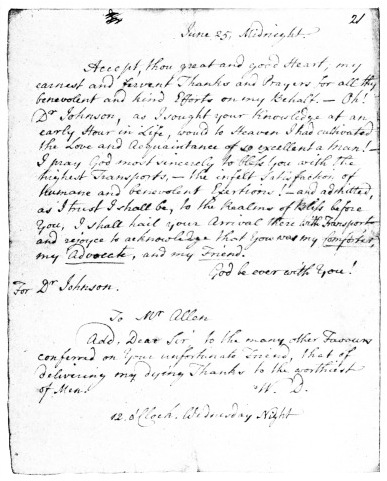 21
June 25. Midnight.
Accept, thou great and good Heart, my
earnest and fervent Thanks and Prayers for all thy
benevolent and kind Efforts on my Behalf. — Oh!
Dr Johnson, as I sought your Knowledge at an
early Hour in Life, would to Heaven I had cultivated
the Love and Acquaintance of so excellent a Man! —
I pray God most sincerely to bless you with the
highest Transports, — the infelt Satisfaction of
Humane and benevolent Exertions! — and admitted,
as I trust I shall be, to the Realms of Bliss before
You, I shall hail your Arrival there with Transports
and rejoyce to acknowledge that You was my Comforter,
my Advocate, and my Friend.
God be ever with You!
For Dr Johnson.
To Mr Allen
Add, Dear Sir, to the many other Favours
conferred on Your unfortunate Friend, that of
delivering my dying Thanks to the worthiest
of Men.
W. D.
12. o'Clock. Wednesday Night